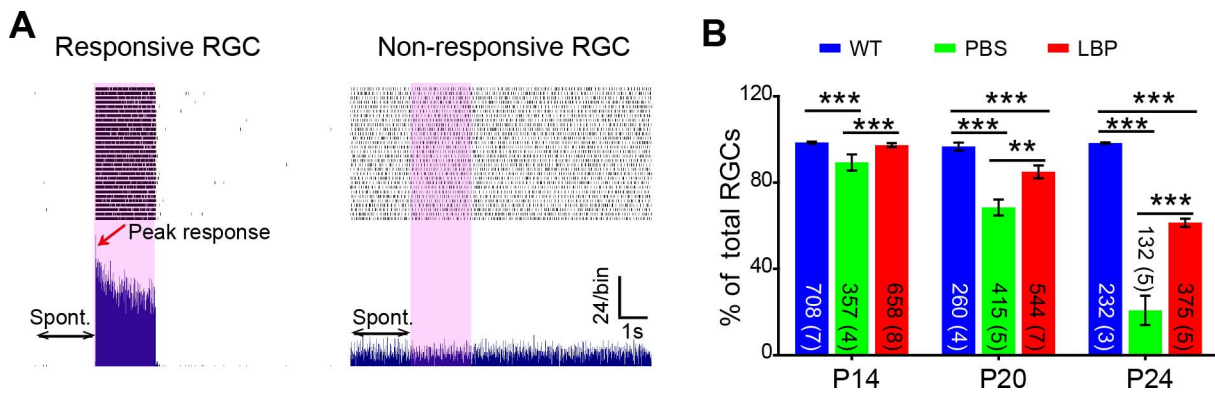 A
Responsive RGC
Non-responsive RGC
Peak response
Spont.
Spont.
24/bin
1s
B
WT
PBS
LBP
% of total RGCs
120
80
40
0
***
***
***
***
**
***
***
***
708 (7)
357 (4)
658 (8)
260 (4)
415 (5)
544 (7)
232 (3)
132 (5)
375 (5)
P14
P20
P24